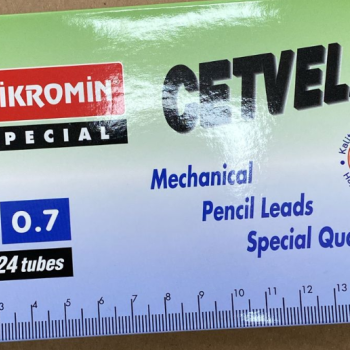 İKROMİN
SPECIAL
CETVEL
Mechanical
Pencil Leads
Special Qua
0.7
24 tubes
3 4 5 6 7 8 9 10 11 12 13